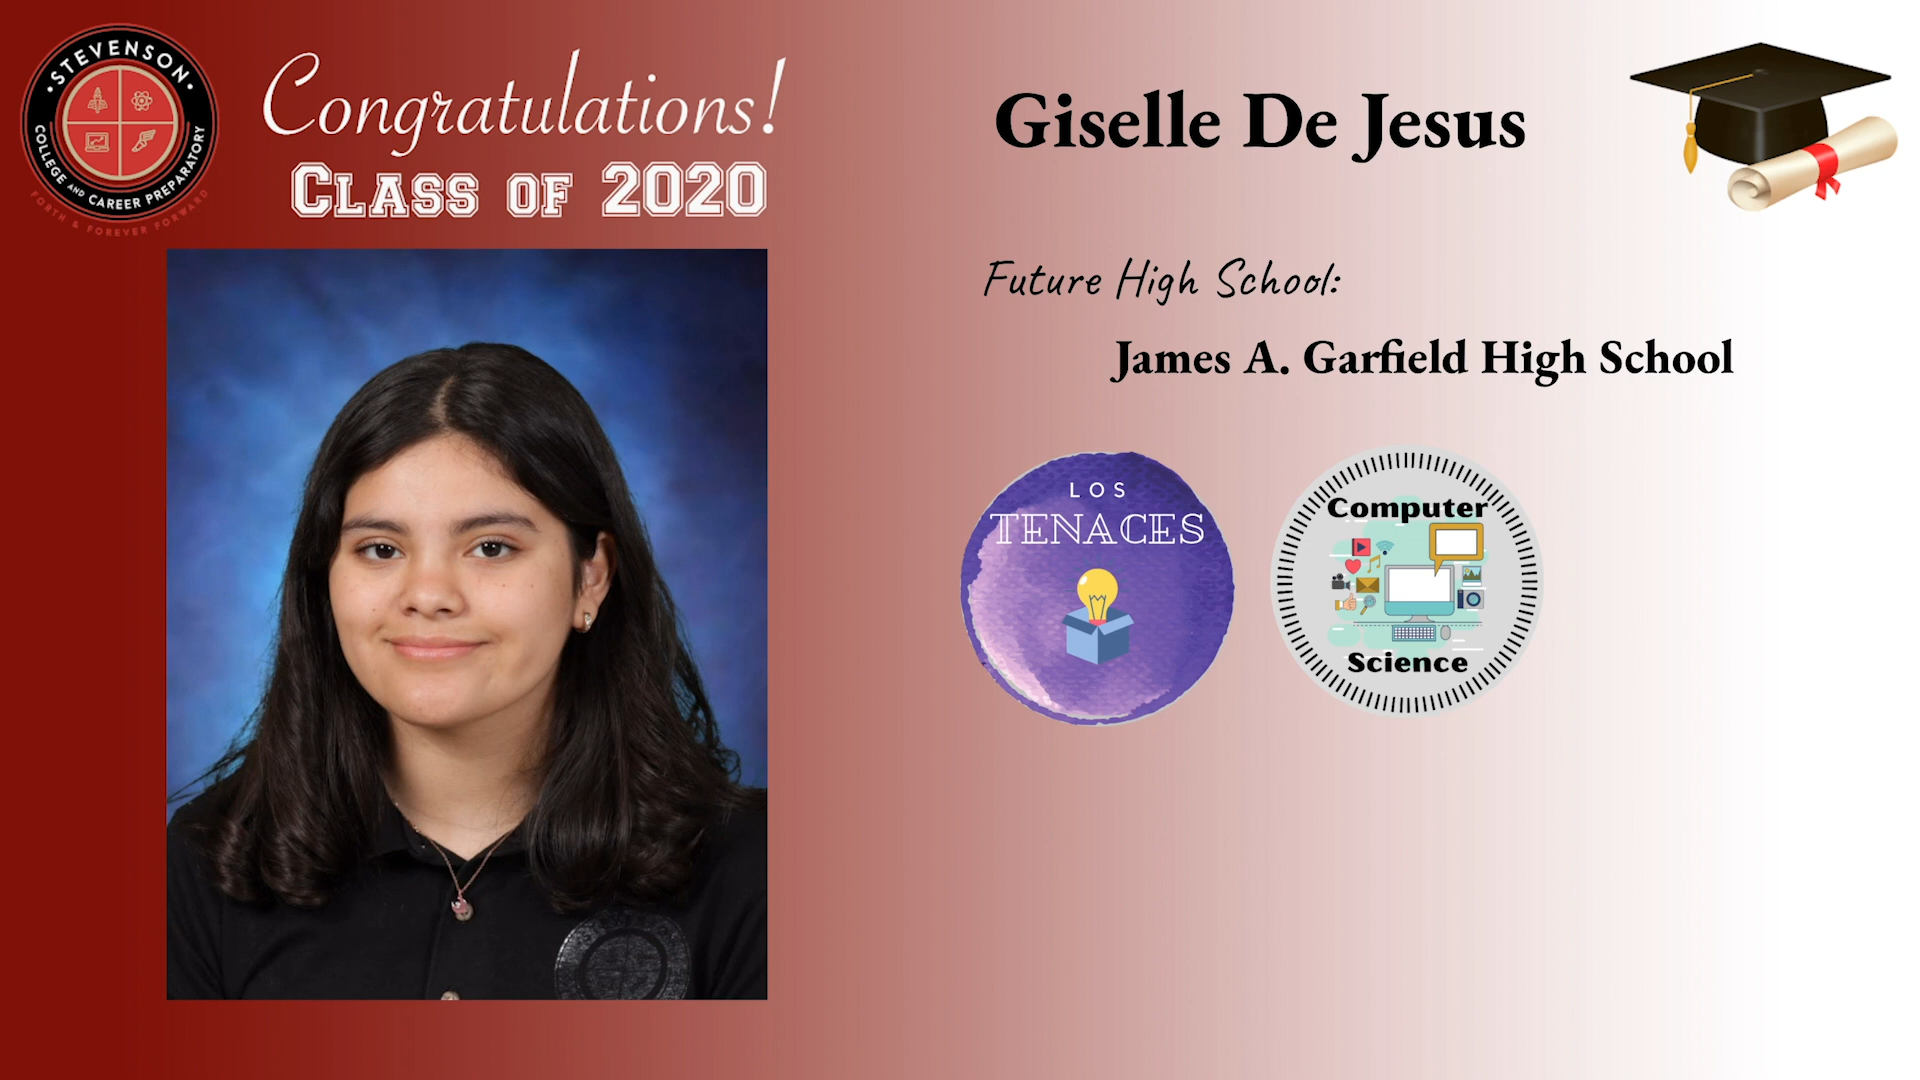 STEVENSON
COLLEGE AND CAREER PREPARATORY
FORTH & FOREVER FORWARD
Congratulations!
CLASS OF 2020
Giselle De Jesus
Future High School:
James A. Garfield High School
LOS
TENACES
Computer
Science